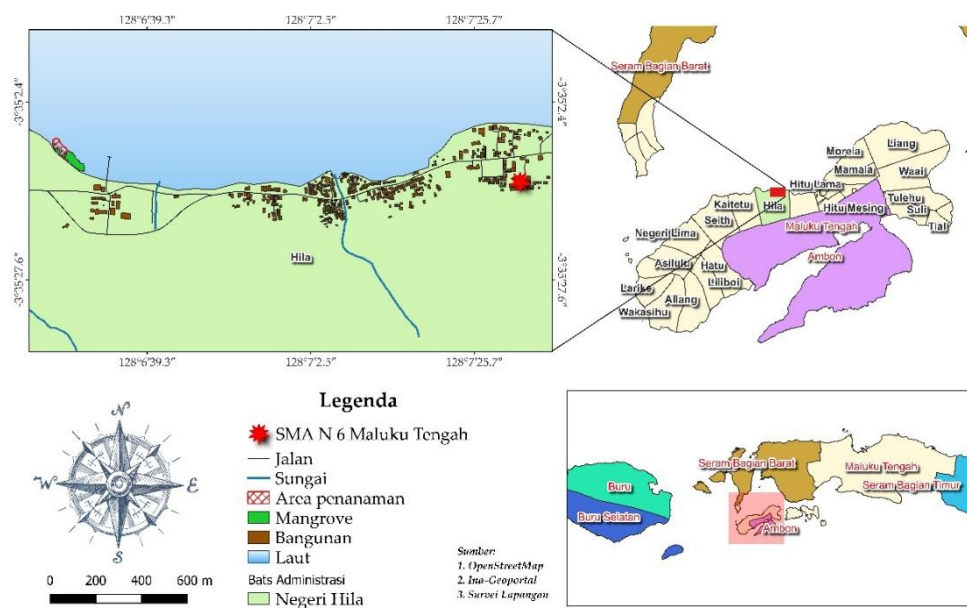 128°6'39.3"
128°7'2.5"
128°7'25.7"
-3°35'2.4"
-3°35'2.4"
-3°35'27.6"
-3°35'27.6"
Hila
128°6'39.3"
128°7'2.5"
128°7'25.7"
Seram Bagian Barat
Liang
Morela
Mamala
Waai
Hitu Lama
Kaitetu
Hila
Tulehu
Hitu Mesing
Suli
Seith
Tial
Negeri Lima
Maluku Tengah
Ambon
Asilulu
Hatu
Larike
Liliboi
Allang
Wakasihu
N
W
E
S
0 200 400 600 m
Legenda
SMA N 6 Maluku Tengah
Jalan
Sungai
Area penanaman
Mangrove
Bangunan
Laut
Bats Administrasi
Negeri Hila
Sumber:
1. OpenStreetMap
2. Ina-Geoportal
3. Survei Lapangan
Seram Bagian Barat
Maluku Tengah
Buru
Seram Bagian Timur
Buru Selatan
Ambon